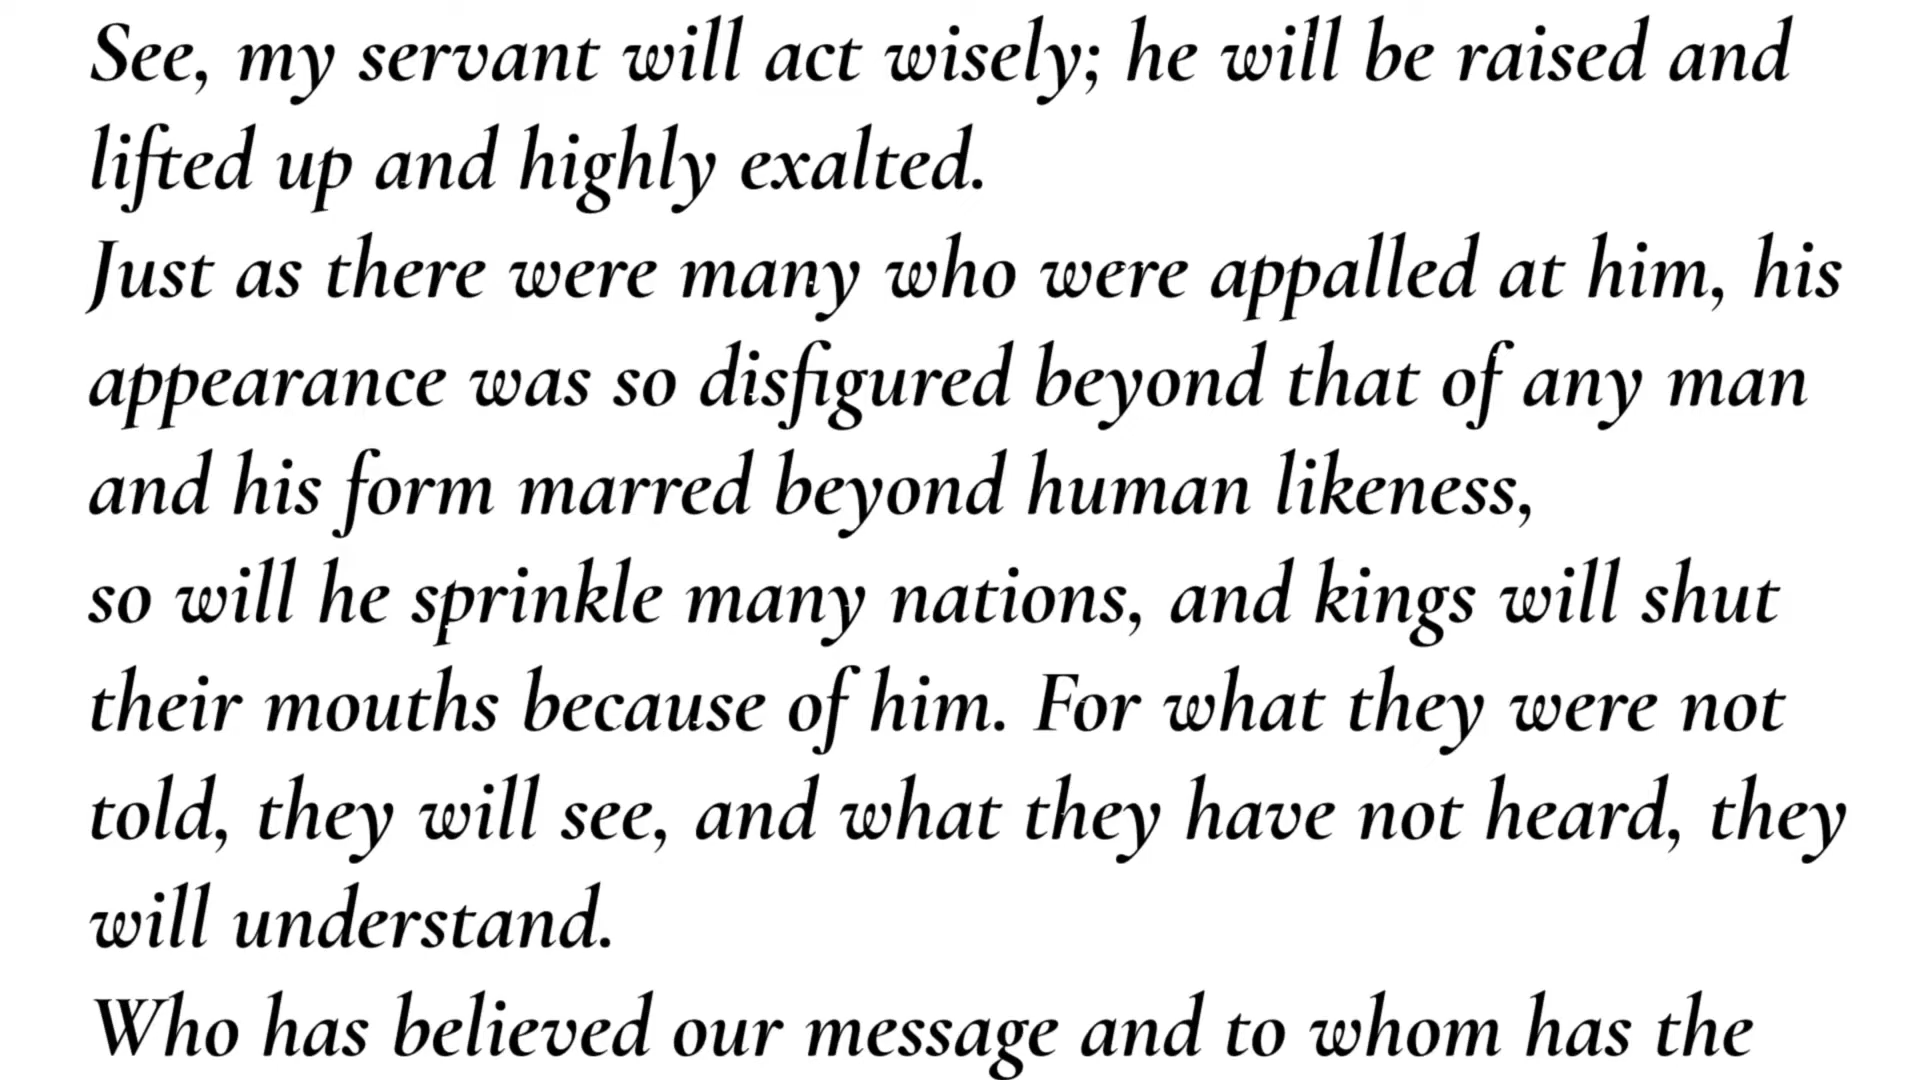 See, my servant will act wisely; he will be raised and
lifted up and highly exalted.
Just as there were many who were appalled at him, his
appearance was so disfigured beyond that of any man
and his form marred beyond human likeness,
so will he sprinkle many nations, and kings will shut
their mouths because of him. For what they were not
told, they will see, and what they have not heard, they
will understand.
Who has believed our message and to whom has the